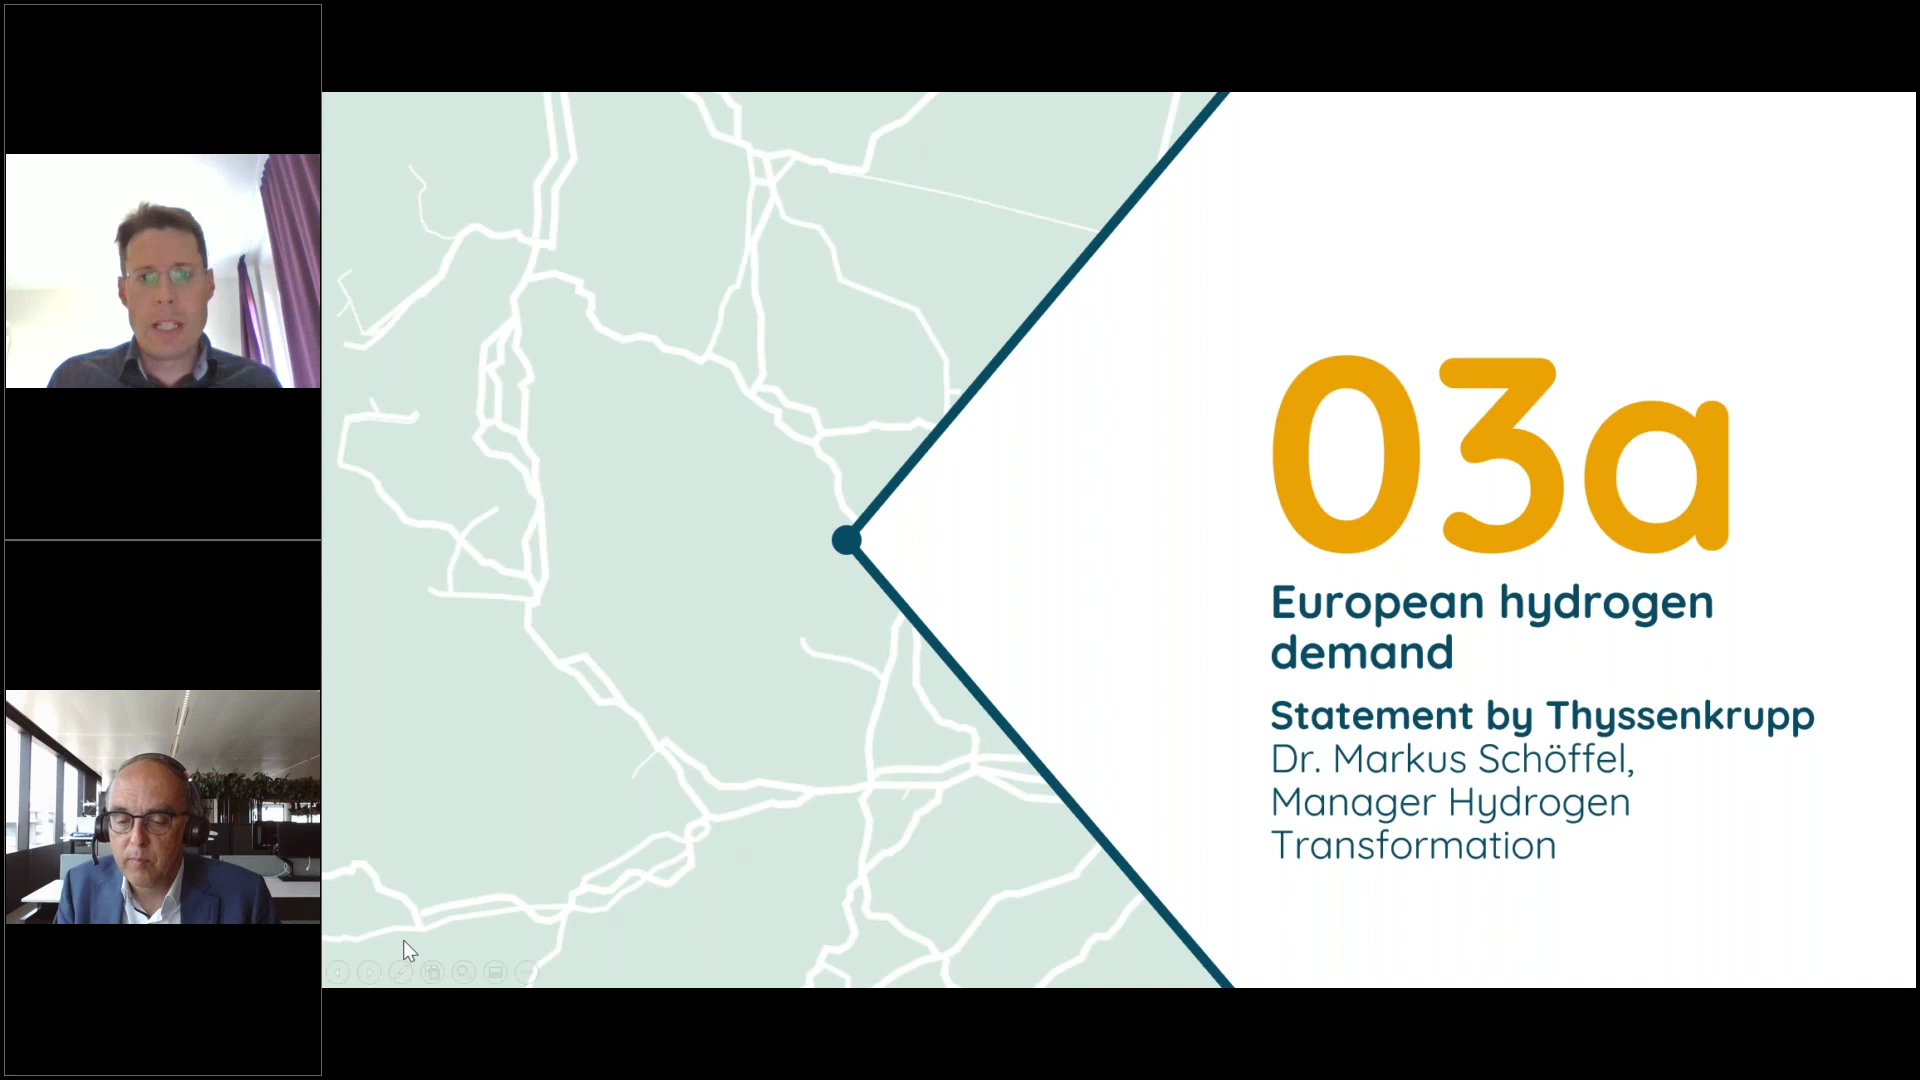 03a
European hydrogen
demand
Statement by Thyssenkrupp
Dr. Markus Schöffel,
Manager Hydrogen
Transformation